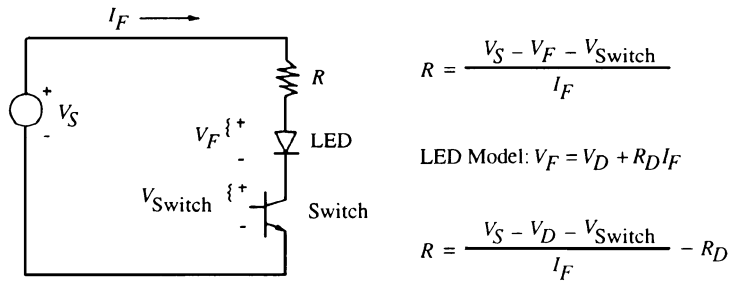 I_F
+
V_S
-
R
V_F { +
-
LED
V_Switch { +
-
Switch
R = (V_S – V_F – V_Switch) / I_F
LED Model: V_F = V_D + R_D I_F
R = (V_S – V_D – V_Switch) / I_F – R_D